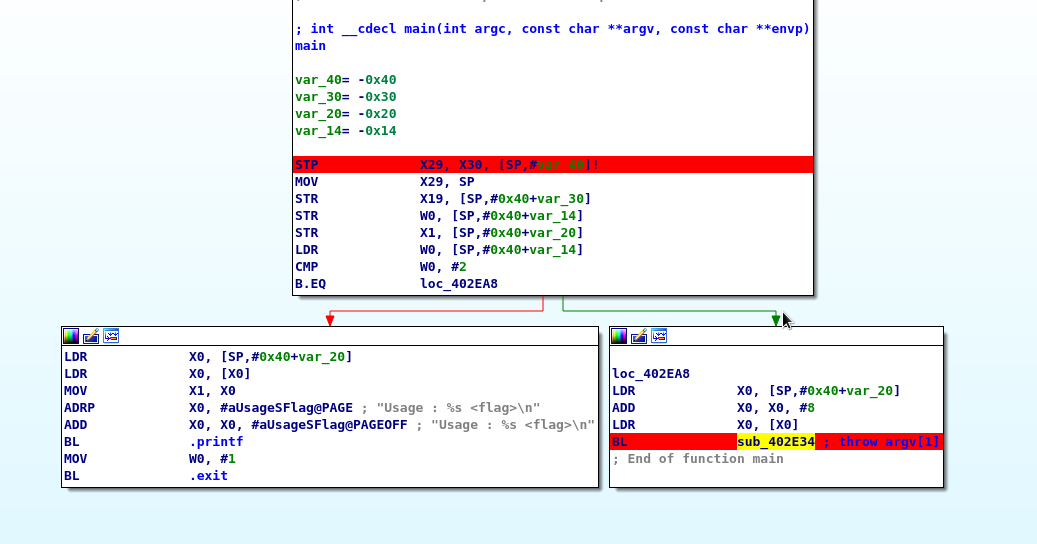 ; int __cdecl main(int argc, const char **argv, const char **envp)
main
var_40= -0x40
var_30= -0x30
var_20= -0x20
var_14= -0x14
STP X29, X30, [SP,#var_40]!
MOV X29, SP
STR X19, [SP,#0x40+var_30]
STR W0, [SP,#0x40+var_14]
STR X1, [SP,#0x40+var_20]
LDR W0, [SP,#0x40+var_14]
CMP W0, #2
B.EQ loc_402EA8
LDR X0, [SP,#0x40+var_20]
LDR X0, [X0]
MOV X1, X0
ADRP X0, #aUsageSFlag@PAGE ; "Usage : %s <flag>\n"
ADD X0, X0, #aUsageSFlag@PAGEOFF ; "Usage : %s <flag>\n"
BL .printf
MOV W0, #1
BL .exit
loc_402EA8
LDR X0, [SP,#0x40+var_20]
ADD X0, X0, #8
LDR X0, [X0]
BL sub_402E34 ; throw argv[1]
; End of function main